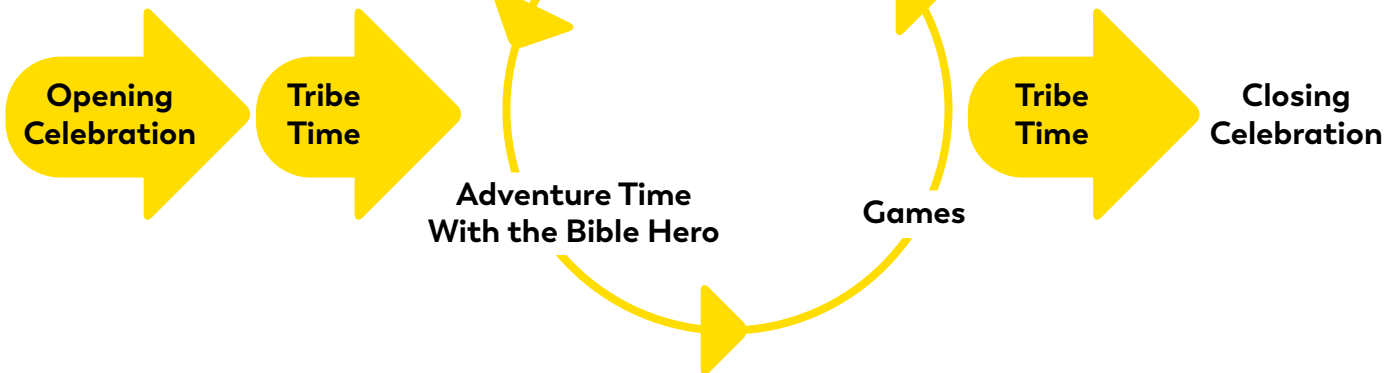 Opening
Celebration
Tribe
Time
Adventure Time
With the Bible Hero
Games
Tribe
Time
Closing
Celebration